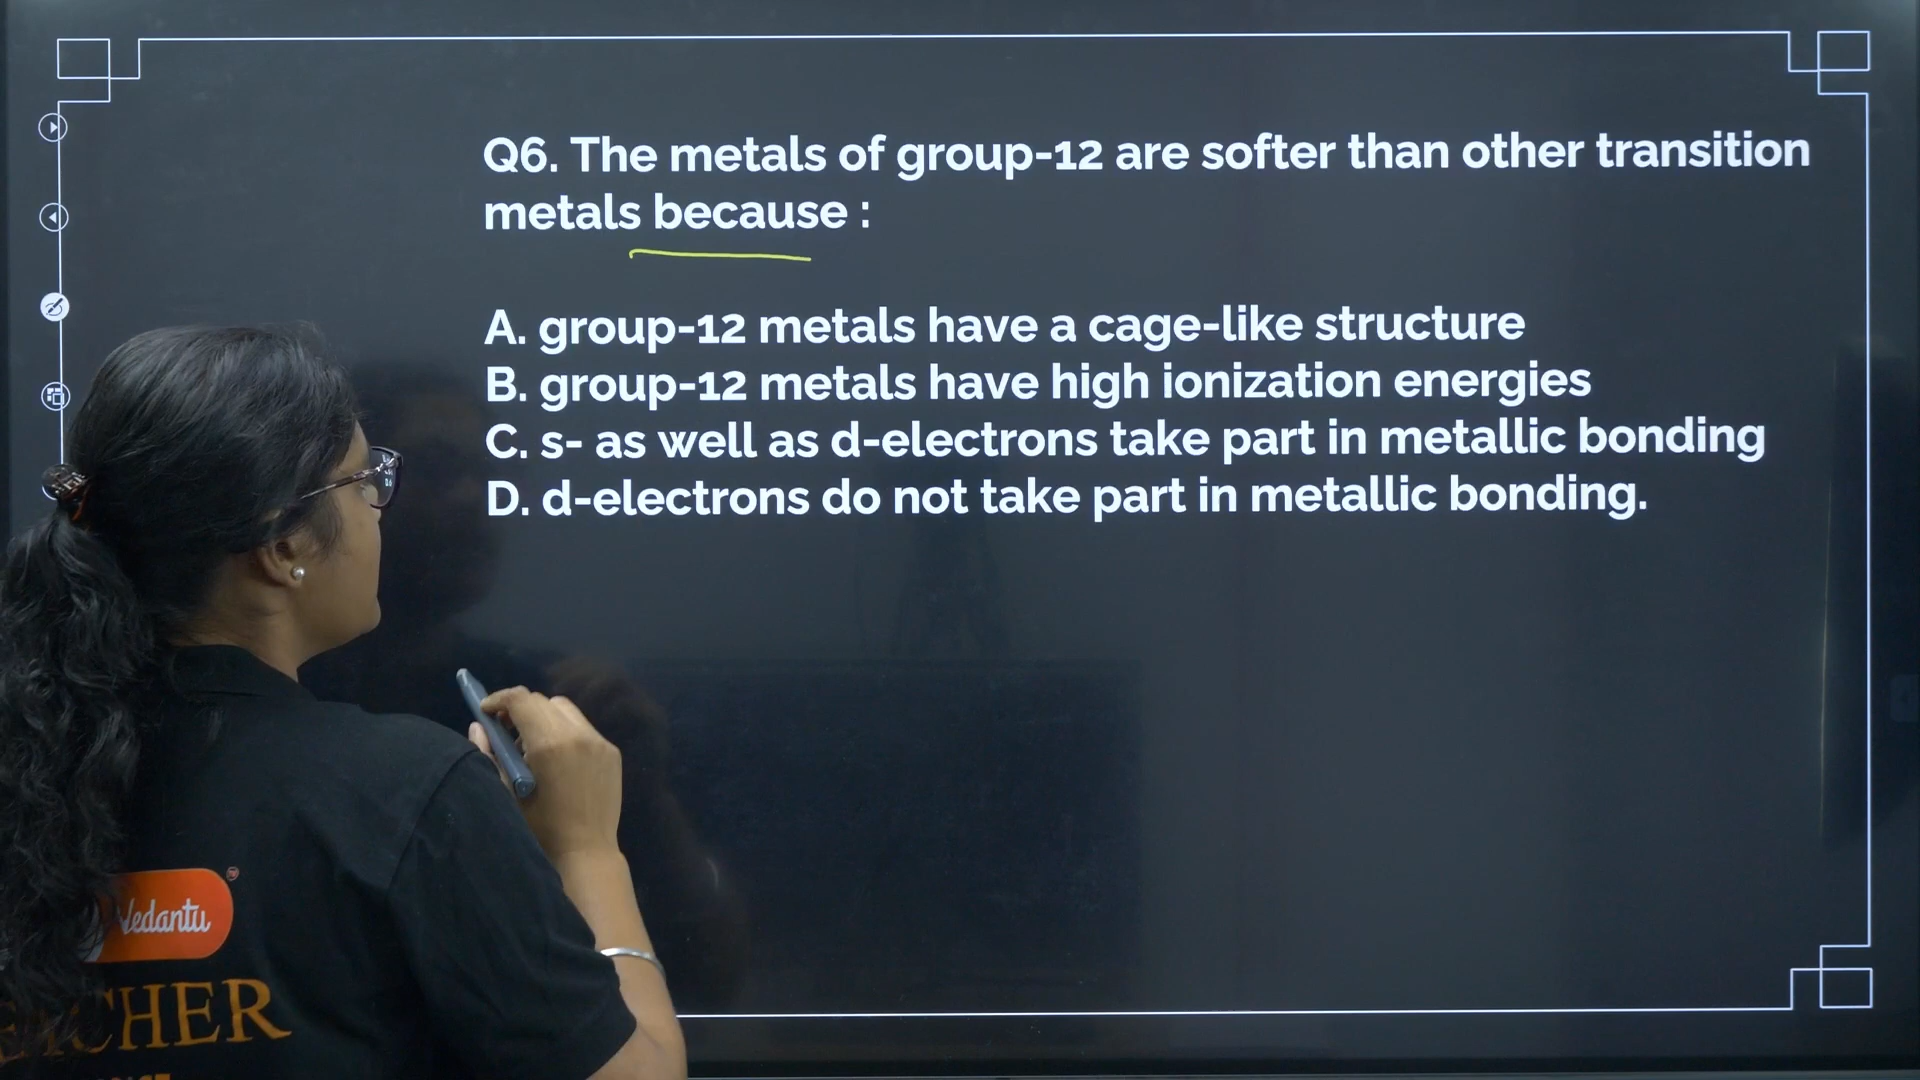 Q6. The metals of group-12 are softer than other transition
metals because :
A. group-12 metals have a cage-like structure
B. group-12 metals have high ionization energies
C. s- as well as d-electrons take part in metallic bonding
D. d-electrons do not take part in metallic bonding.
Vedantu